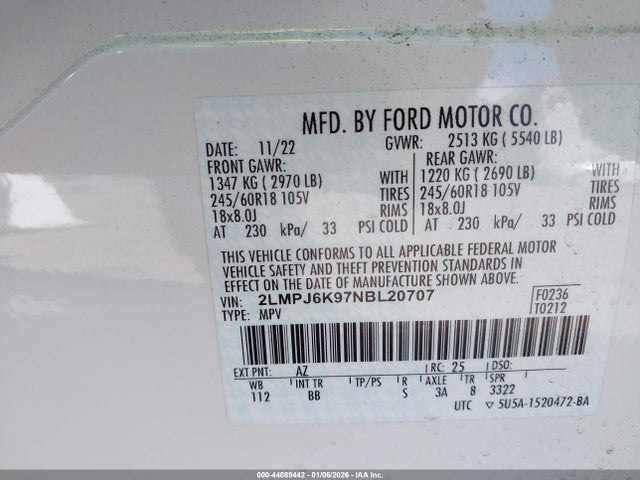 MFD. BY FORD MOTOR CO.
DATE: 11/22 GVWR: 2513 KG ( 5540 LB)
FRONT GAWR: REAR GAWR:
1347 KG ( 2970 LB) WITH 1220 KG ( 2690 LB) WITH
245/60R18 105V TIRES 245/60R18 105V TIRES
18x8.0J RIMS 18x8.0J RIMS
AT 230 kPa/ 33 PSI COLD AT 230 kPa/ 33 PSI COLD
THIS VEHICLE CONFORMS TO ALL APPLICABLE FEDERAL MOTOR
VEHICLE SAFETY AND THEFT PREVENTION STANDARDS IN
EFFECT ON THE DATE OF MANUFACTURE SHOWN ABOVE.
VIN: 2LMPJ6K97NBL20707 F0236
TYPE: MPV T0212
EXT PNT: AZ RC: 25 DSO:
WB INT TR TP/PS R AXLE TR SPR
112 BB S 3A 8 3322
UTC ▽ 5U5A-1520472-BA
000-44089442 - 01/06/2026 - IAA Inc.